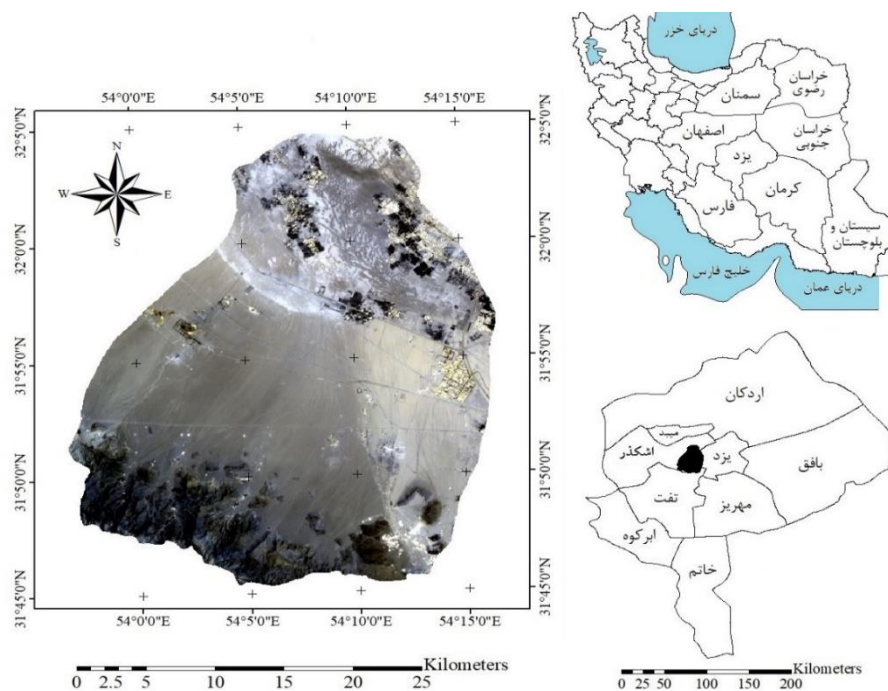 54°0'0"E 54°5'0"E 54°10'0"E 54°15'0"E
32°5'0"N 32°5'0"N
32°0'0"N 32°0'0"N
31°55'0"N 31°55'0"N
31°50'0"N 31°50'0"N
31°45'0"N 31°45'0"N
N
W E
S
54°0'0"E 54°5'0"E 54°10'0"E 54°15'0"E
Kilometers
0 2.5 5 10 15 20 25
دریای خزر
خراسان
رضوی
سمنان
خراسان
جنوبی
اصفهان
یزد
کرمان
فارس
سیستان و
بلوچستان
خلیج فارس
دریای عمان
اردکان
میبد
اشکذر
یزد
بافق
تفت
مهریز
ابرکوه
خاتم
Kilometers
0 25 50 100 150 200